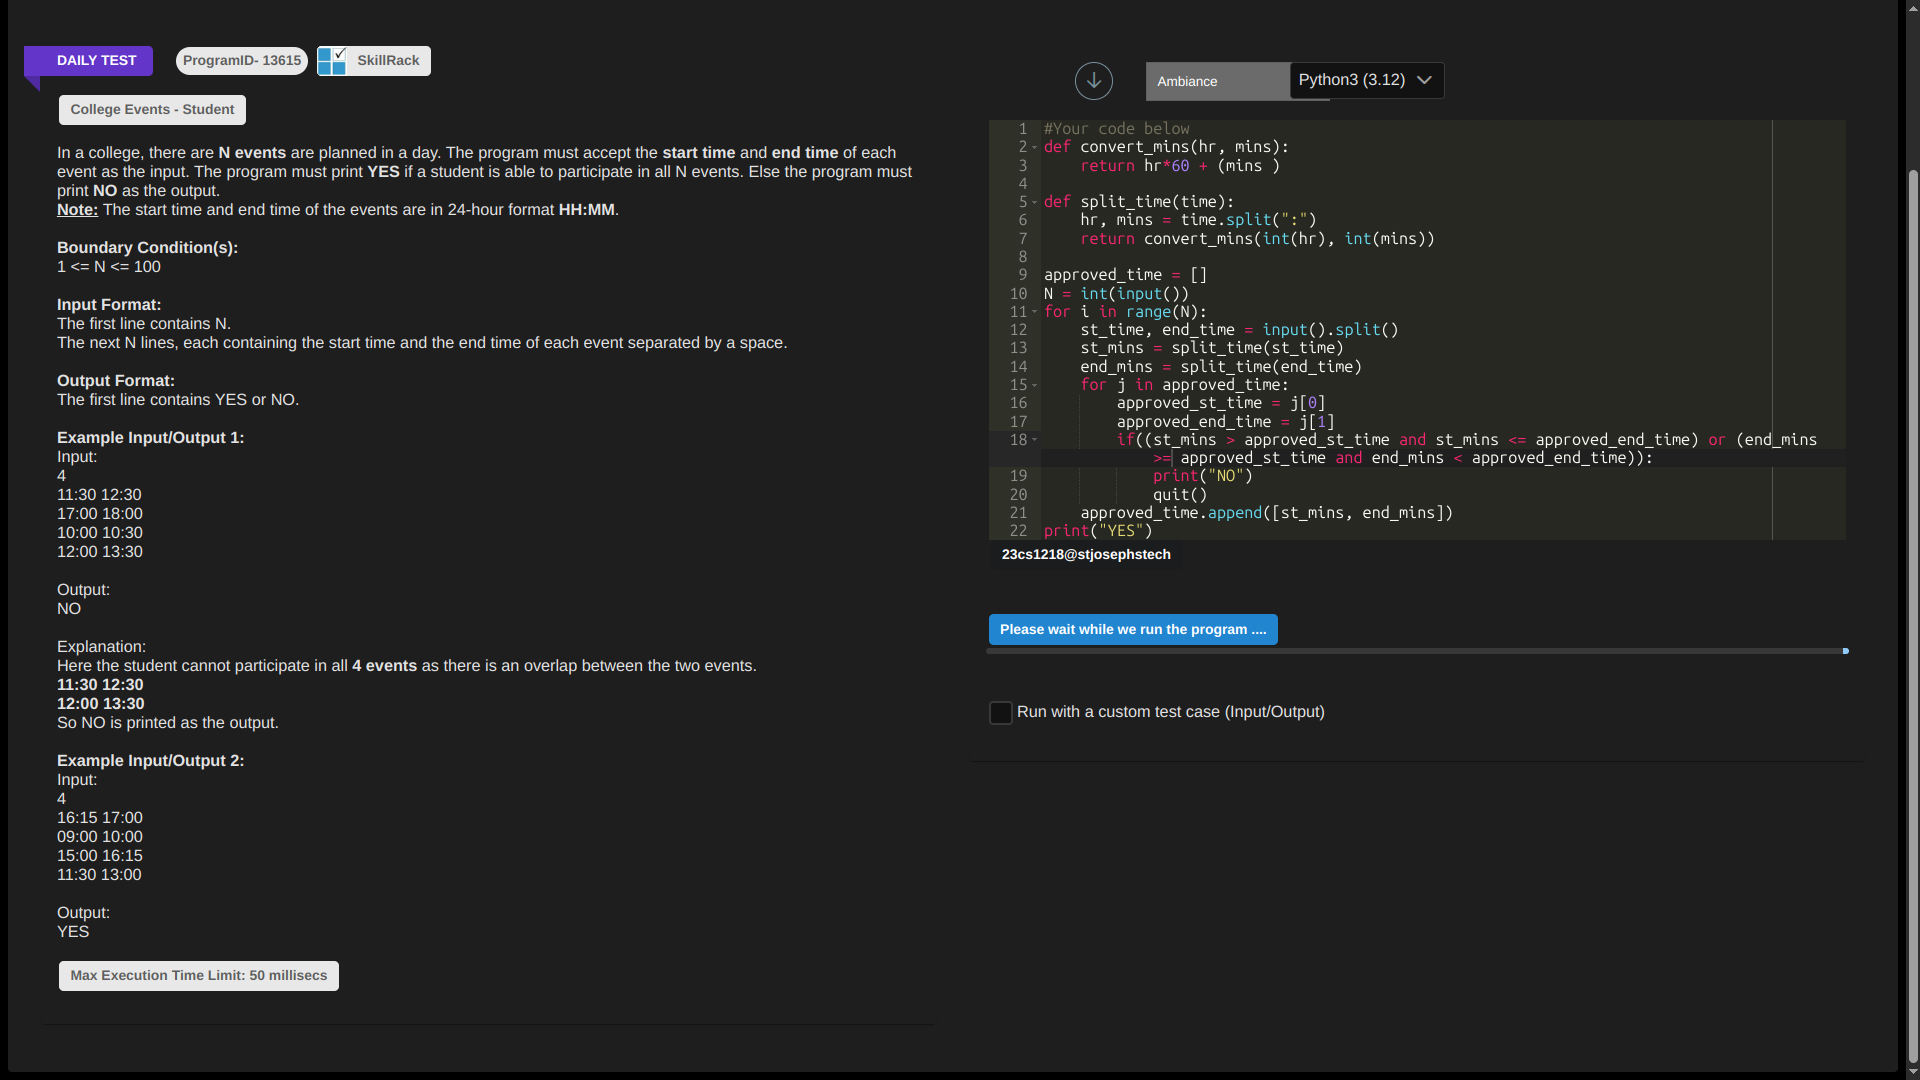 DAILY TEST
ProgramID- 13615
SkillRack
College Events - Student
In a college, there are N events are planned in a day. The program must accept the start time and end time of each
event as the input. The program must print YES if a student is able to participate in all N events. Else the program must
print NO as the output.
Note: The start time and end time of the events are in 24-hour format HH:MM.
Boundary Condition(s):
1 <= N <= 100
Input Format:
The first line contains N.
The next N lines, each containing the start time and the end time of each event separated by a space.
Output Format:
The first line contains YES or NO.
Example Input/Output 1:
Input:
4
11:30 12:30
17:00 18:00
10:00 10:30
12:00 13:30
Output:
NO
Explanation:
Here the student cannot participate in all 4 events as there is an overlap between the two events.
11:30 12:30
12:00 13:30
So NO is printed as the output.
Example Input/Output 2:
Input:
4
16:15 17:00
09:00 10:00
15:00 16:15
11:30 13:00
Output:
YES
Max Execution Time Limit: 50 millisecs
Ambiance
Python3 (3.12)
1 #Your code below
2 def convert_mins(hr, mins):
3     return hr*60 + (mins )
4
5 def split_time(time):
6     hr, mins = time.split(":")
7     return convert_mins(int(hr), int(mins))
8
9 approved_time = []
10 N = int(input())
11 for i in range(N):
12     st_time, end_time = input().split()
13     st_mins = split_time(st_time)
14     end_mins = split_time(end_time)
15     for j in approved_time:
16         approved_st_time = j[0]
17         approved_end_time = j[1]
18         if((st_mins > approved_st_time and st_mins <= approved_end_time) or (end_mins
>= approved_st_time and end_mins < approved_end_time)):
19             print("NO")
20             quit()
21     approved_time.append([st_mins, end_mins])
22 print("YES")
23cs1218@stjosephstech
Please wait while we run the program ....
Run with a custom test case (Input/Output)